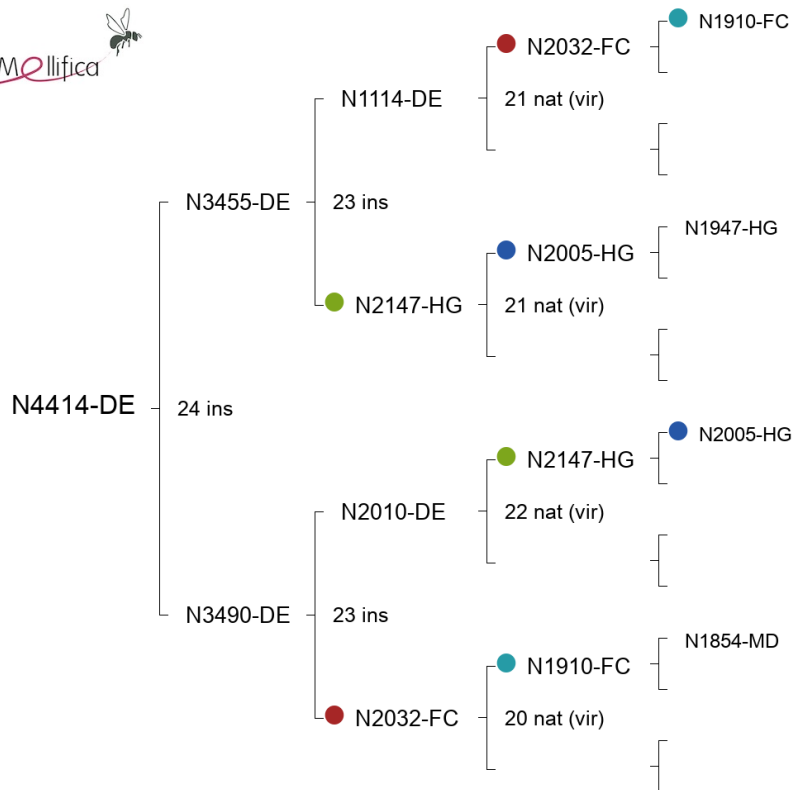 Mellifica
N1910-FC
N2032-FC
N1114-DE
21 nat (vir)
N3455-DE
23 ins
N1947-HG
N2005-HG
N2147-HG
21 nat (vir)
N4414-DE
24 ins
N2005-HG
N2147-HG
N2010-DE
22 nat (vir)
N3490-DE
23 ins
N1854-MD
N1910-FC
N2032-FC
20 nat (vir)